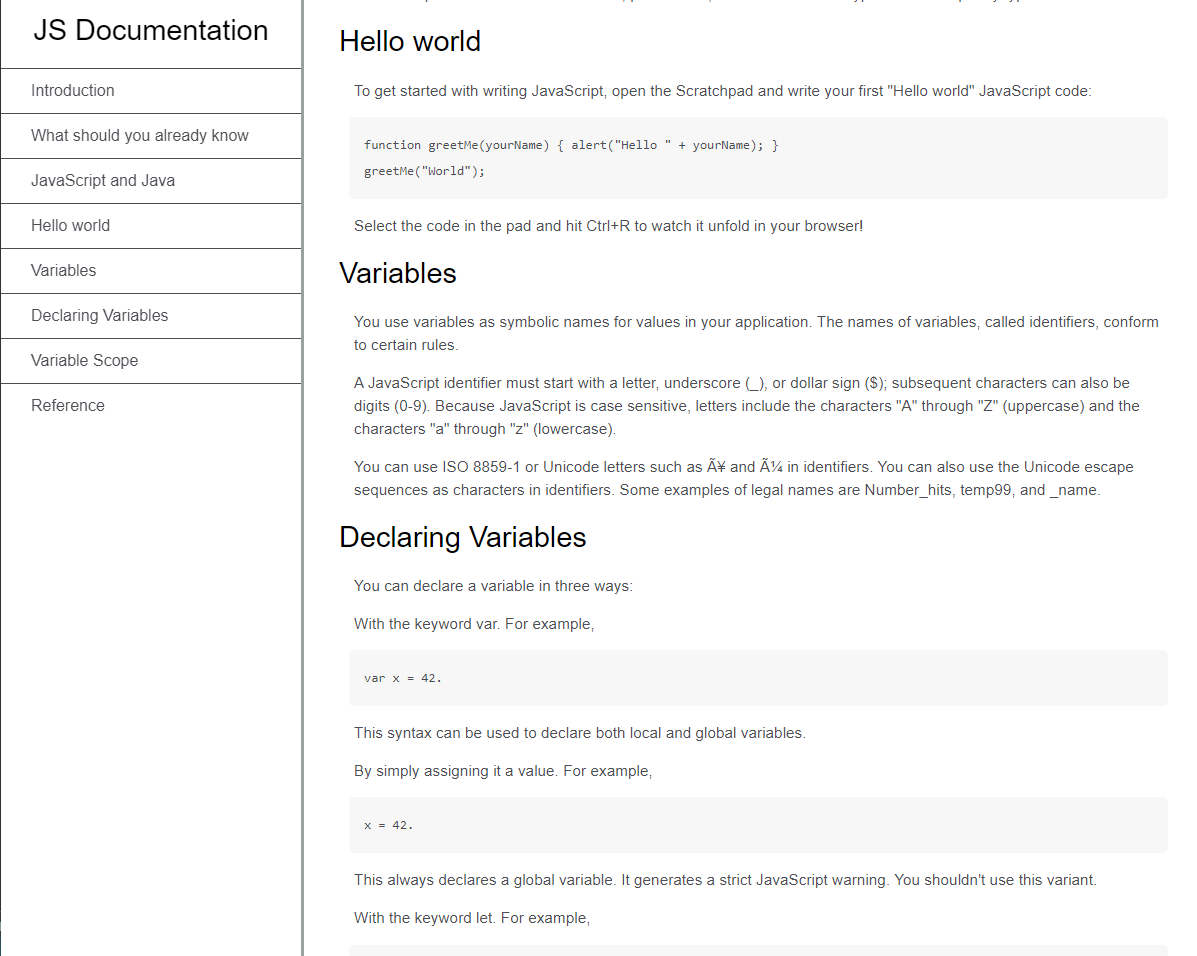 JS Documentation
Introduction
What should you already know
JavaScript and Java
Hello world
Variables
Declaring Variables
Variable Scope
Reference
Hello world
To get started with writing JavaScript, open the Scratchpad and write your first "Hello world" JavaScript code:
function greetMe(yourName) { alert("Hello " + yourName); }
greetMe("World");
Select the code in the pad and hit Ctrl+R to watch it unfold in your browser!
Variables
You use variables as symbolic names for values in your application. The names of variables, called identifiers, conform
to certain rules.
A JavaScript identifier must start with a letter, underscore (_), or dollar sign ($); subsequent characters can also be
digits (0-9). Because JavaScript is case sensitive, letters include the characters "A" through "Z" (uppercase) and the
characters "a" through "z" (lowercase).
You can use ISO 8859-1 or Unicode letters such as Ã¥ and Ã¼ in identifiers. You can also use the Unicode escape
sequences as characters in identifiers. Some examples of legal names are Number_hits, temp99, and _name.
Declaring Variables
You can declare a variable in three ways:
With the keyword var. For example,
var x = 42.
This syntax can be used to declare both local and global variables.
By simply assigning it a value. For example,
x = 42.
This always declares a global variable. It generates a strict JavaScript warning. You shouldn't use this variant.
With the keyword let. For example,